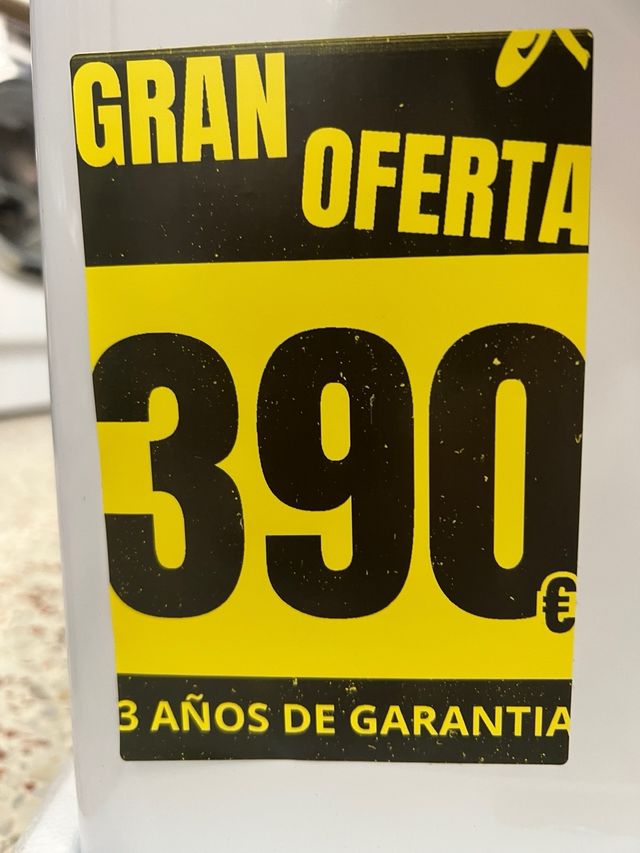 GRAN
OFERTA
390
€
3 AÑOS DE GARANTIA